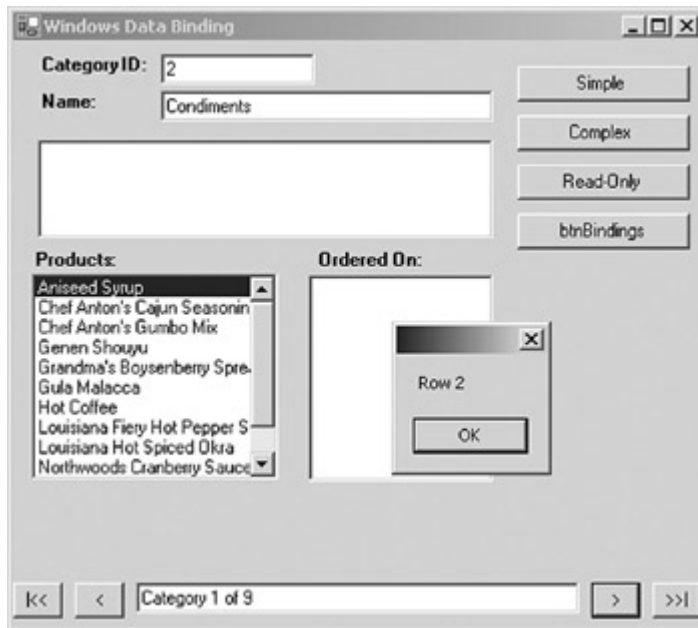 Windows Data Binding
Category ID: 2
Simple
Name: Condiments
Complex
Read-Only
btnBindings
Products:
Ordered On:
Aniseed Syrup
Chef Anton's Cajun Seasonin
Chef Anton's Gumbo Mix
Genen Shouyu
Grandma's Boysenberry Spre
Gula Malacca
Hot Coffee
Louisiana Fiery Hot Pepper S
Louisiana Hot Spiced Okra
Northwoods Cranberry Sauce
Row 2
OK
|<< < Category 1 of 9 > >>|